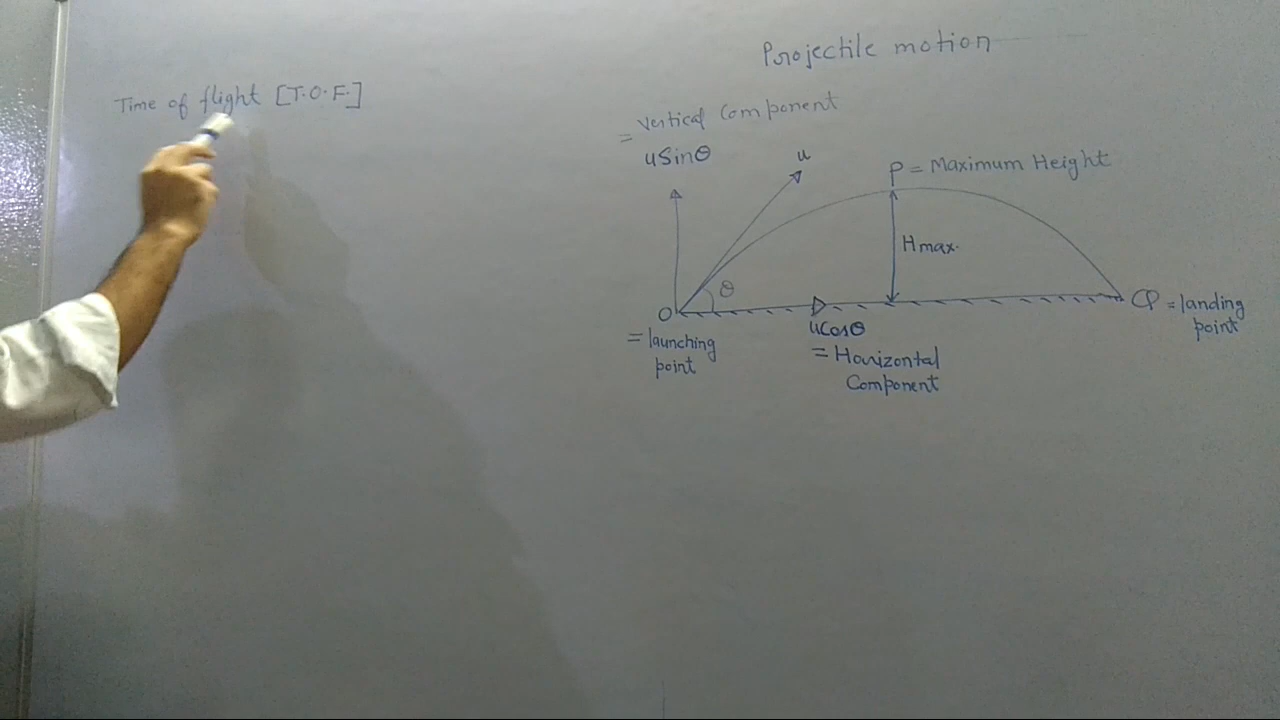 Projectile motion
Time of flight [T.O.F.]
= Vertical Component
uSinθ
u
P = Maximum Height
Hmax.
θ
O
= launching
point
uCosθ
= Horizontal
Component
Q = landing
point